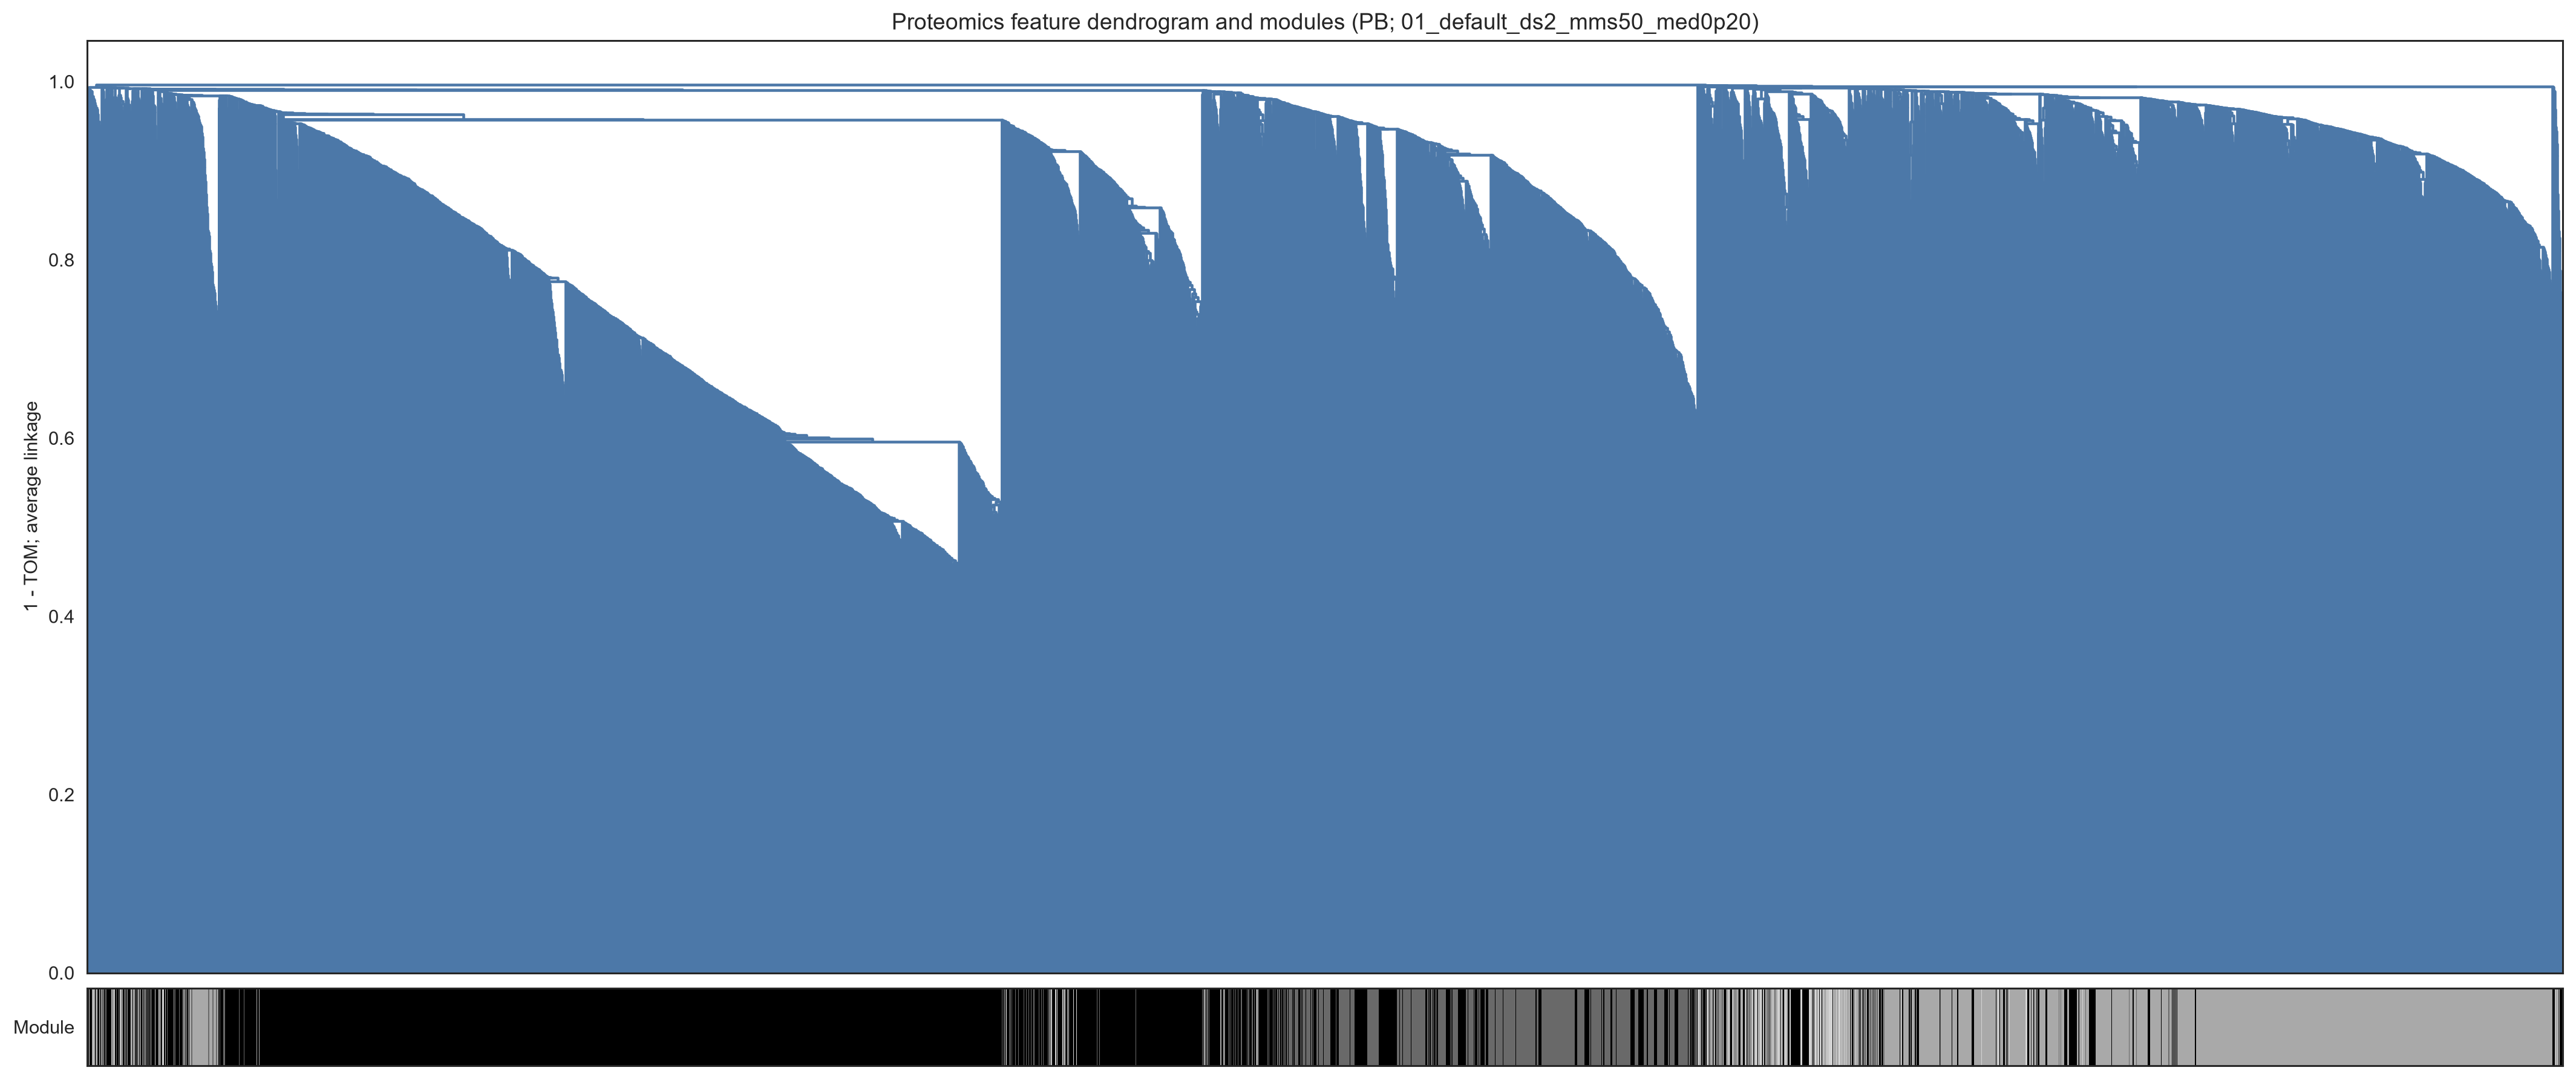 Proteomics feature dendrogram and modules (PB; 01_default_ds2_mms50_med0p20)
1.0
0.8
0.6
0.4
0.2
0.0
1 - TOM; average linkage
Module